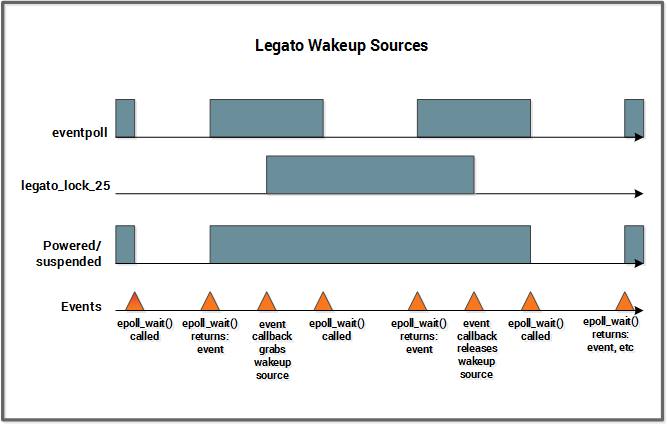 Legato Wakeup Sources
eventpoll
legato_lock_25
Powered/
suspended
Events
epoll_wait()
called
epoll_wait()
returns:
event
event
callback
grabs
wakeup
source
epoll_wait()
called
epoll_wait()
returns:
event
event
callback
releases
wakeup
source
epoll_wait()
called
epoll_wait()
returns:
event, etc